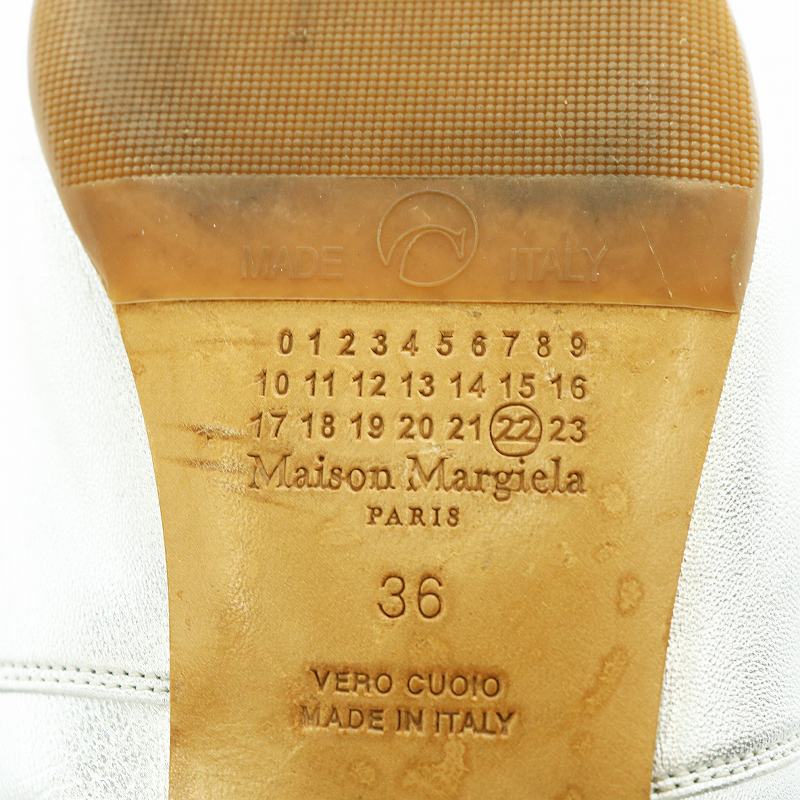 MADE ITALY
0 1 2 3 4 5 6 7 8 9
10 11 12 13 14 15 16
17 18 19 20 21 22 23
Maison Margiela
PARIS
36
VERO CUOIO
MADE IN ITALY